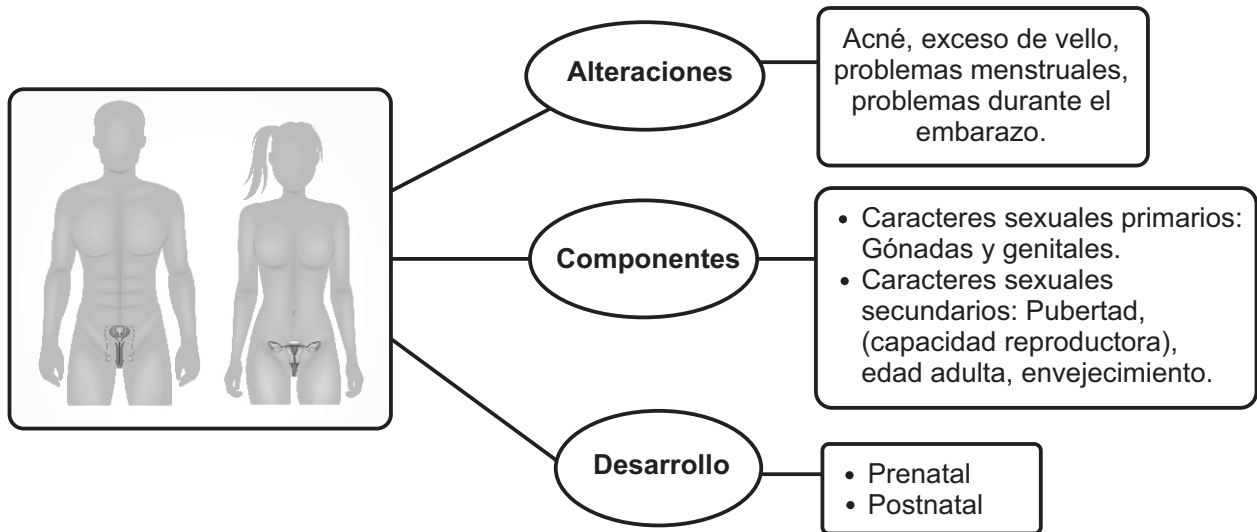 Alteraciones
Acné, exceso de vello,
problemas menstruales,
problemas durante el
embarazo.
Componentes
• Caracteres sexuales primarios:
Gónadas y genitales.
• Caracteres sexuales
secundarios: Pubertad,
(capacidad reproductora),
edad adulta, envejecimiento.
Desarrollo
• Prenatal
• Postnatal